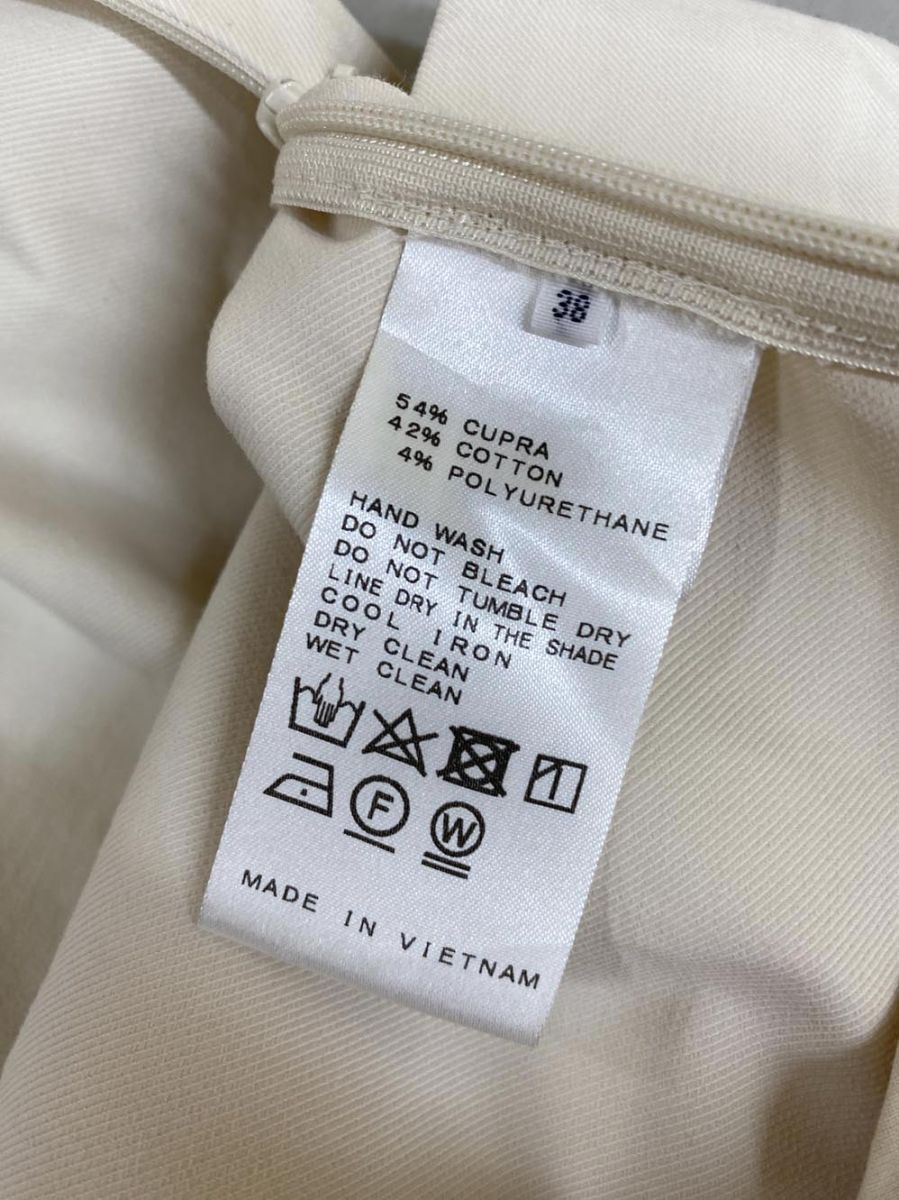 38
54% CUPRA
42% COTTON
4% POLYURETHANE
HAND WASH
DO NOT BLEACH
DO NOT TUMBLE DRY
LINE DRY IN THE SHADE
COOL IRON
DRY CLEAN
WET CLEAN
F W
MADE IN VIETNAM